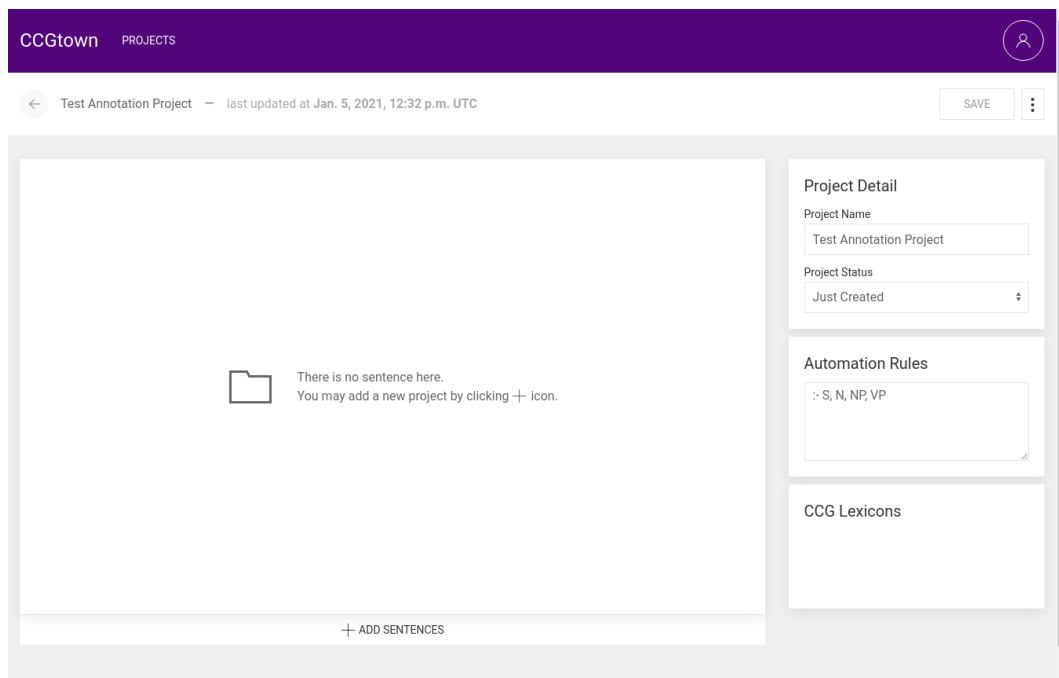 CCGtown PROJECTS
Test Annotation Project — last updated at Jan. 5, 2021, 12:32 p.m. UTC
SAVE
There is no sentence here.
You may add a new project by clicking + icon.
+ ADD SENTENCES
Project Detail
Project Name
Test Annotation Project
Project Status
Just Created
Automation Rules
:- S, N, NP, VP
CCG Lexicons